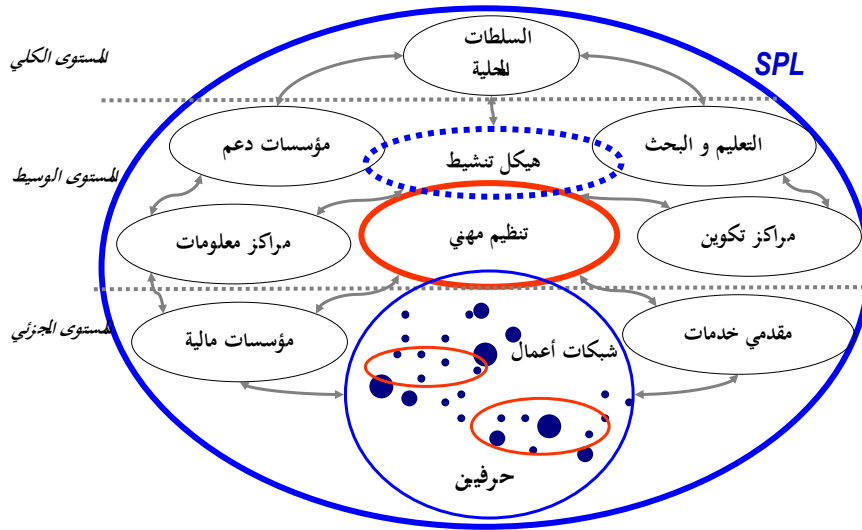 السلطات
المحلية
المستوى الكلي
SPL
مؤسسات دعم
هيكل تنشيط
التعليم و البحث
المستوى الوسيط
مراكز معلومات
تنظيم مهني
مراكز تكوين
المستوى الجزئي
مؤسسات مالية
شبكات أعمال
مقدمي خدمات
حرفيين